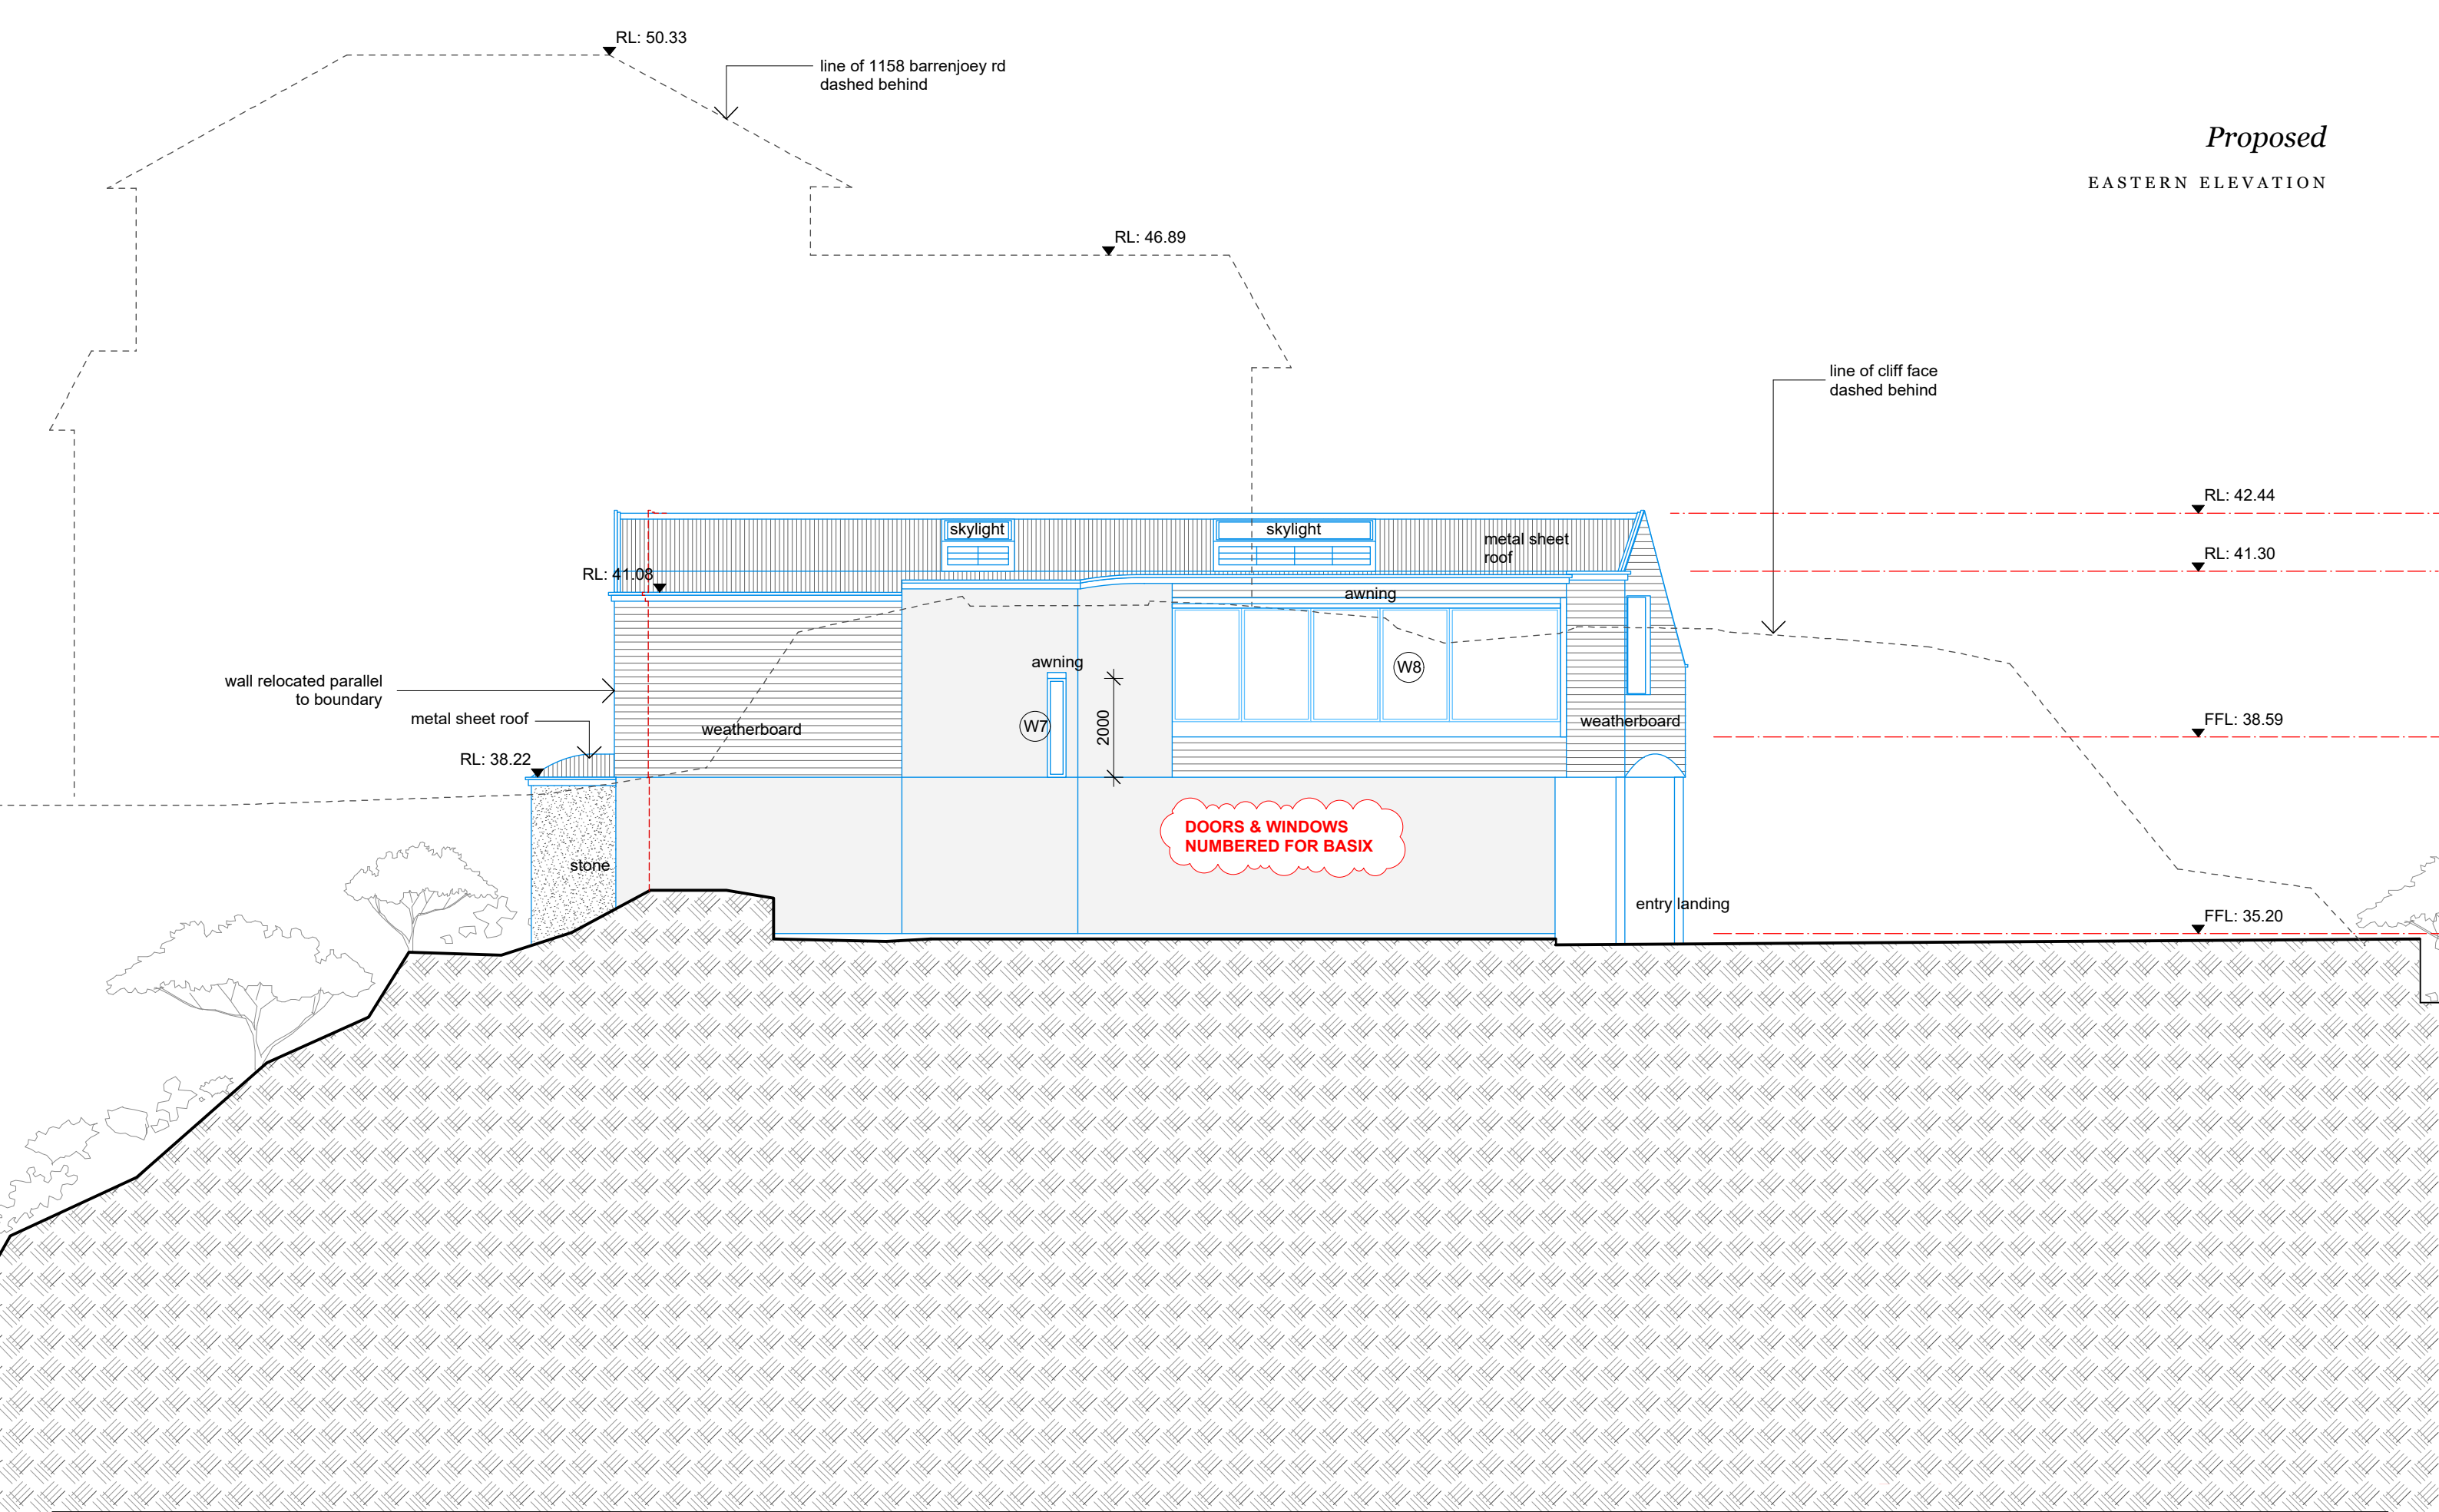 RL: 50.33
line of 1158 barrenjoey rd
dashed behind
Proposed
EASTERN ELEVATION
RL: 46.89
line of cliff face
dashed behind
RL: 42.44
skylight
skylight
metal sheet
roof
RL: 41.30
RL: 41.08
awning
awning
W8
wall relocated parallel
to boundary
metal sheet roof
weatherboard
W7
2000
weatherboard
FFL: 38.59
RL: 38.22
DOORS & WINDOWS
NUMBERED FOR BASIX
stone
entry landing
FFL: 35.20